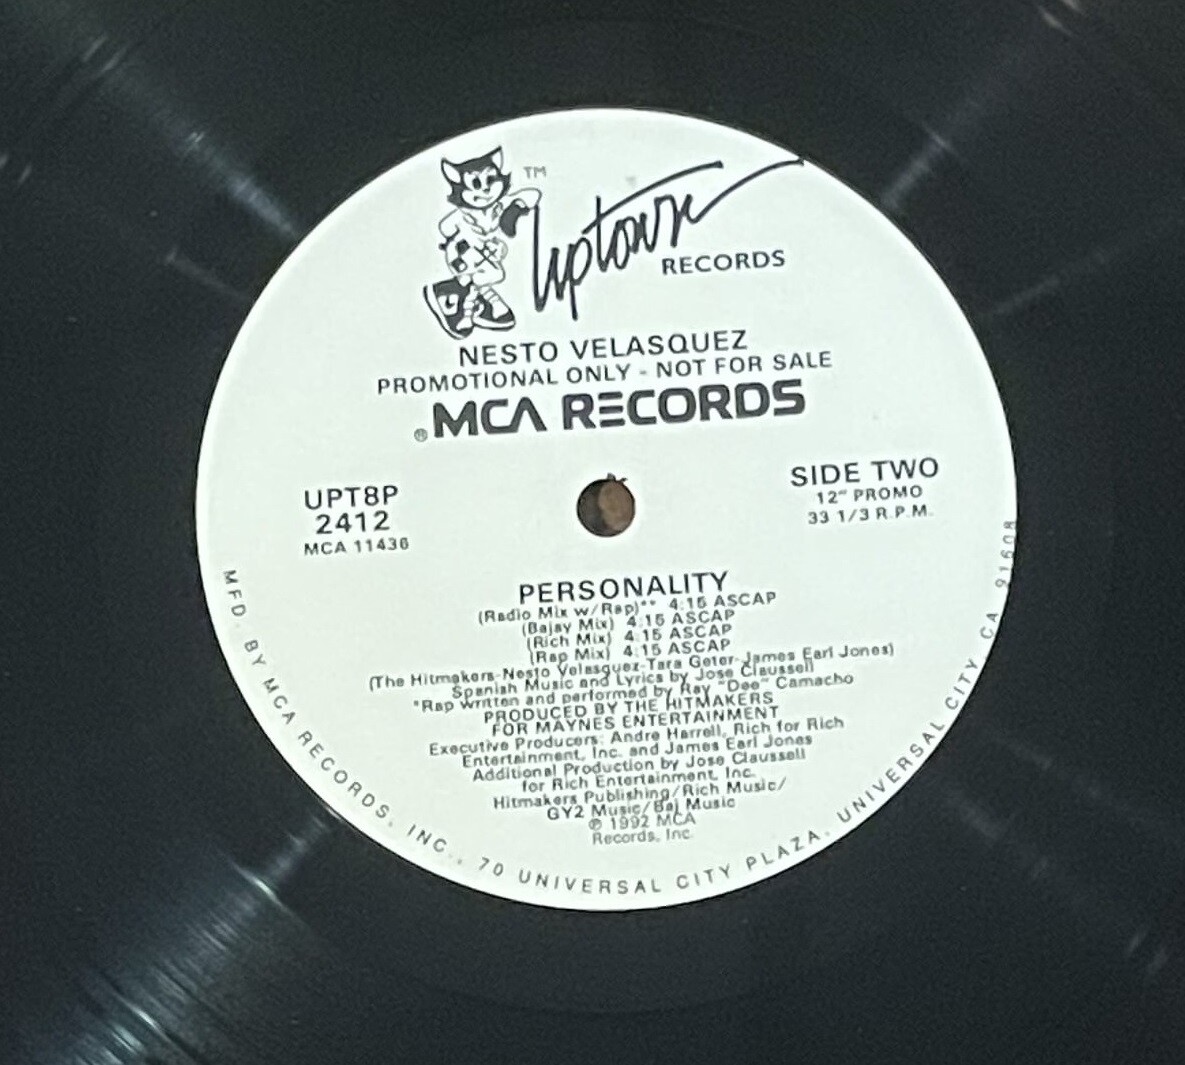 TM
Uptown
RECORDS
NESTO VELASQUEZ
PROMOTIONAL ONLY - NOT FOR SALE
® MCA RECORDS
UPT8P
2412
MCA 11436
SIDE TWO
12" PROMO
33 1/3 R.P.M.
PERSONALITY
(Radio Mix w/Rap)** 4:15 ASCAP
(Bajay Mix) 4:15 ASCAP
(Rich Mix) 4:15 ASCAP
(Rap Mix) 4:15 ASCAP
(The Hitmakers-Nesto Velasquez-Tara Geter-James Earl Jones)
Spanish Music and Lyrics by Jose Claussell
*Rap written and performed by Ray "Dee" Camacho
PRODUCED BY THE HITMAKERS
FOR MAYNES ENTERTAINMENT
Executive Producers: Andre Harrell, Rich for Rich
Entertainment, Inc. and James Earl Jones
Additional Production by Jose Claussell
for Rich Entertainment, Inc.
Hitmakers Publishing/Rich Music/
GY2 Music/Baj Music
℗ 1992 MCA
Records, Inc.
MFD. BY MCA RECORDS, INC., 70 UNIVERSAL CITY PLAZA, UNIVERSAL CITY, CA 91608